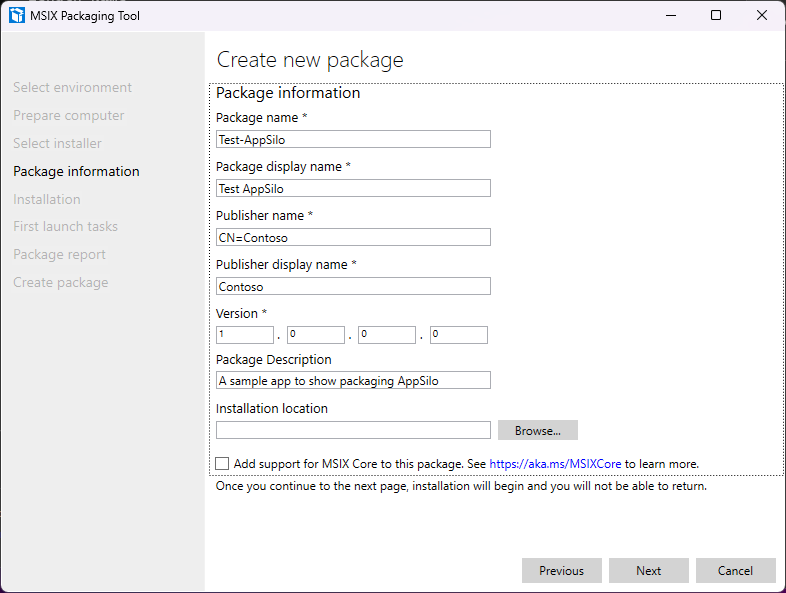 MSIX Packaging Tool
Create new package
Select environment
Prepare computer
Select installer
Package information
Installation
First launch tasks
Package report
Create package
Package information
Package name *
Test-AppSilo
Package display name *
Test AppSilo
Publisher name *
CN=Contoso
Publisher display name *
Contoso
Version *
1 . 0 . 0 . 0
Package Description
A sample app to show packaging AppSilo
Installation location
Browse...
Add support for MSIX Core to this package. See https://aka.ms/MSIXCore to learn more.
Once you continue to the next page, installation will begin and you will not be able to return.
Previous Next Cancel